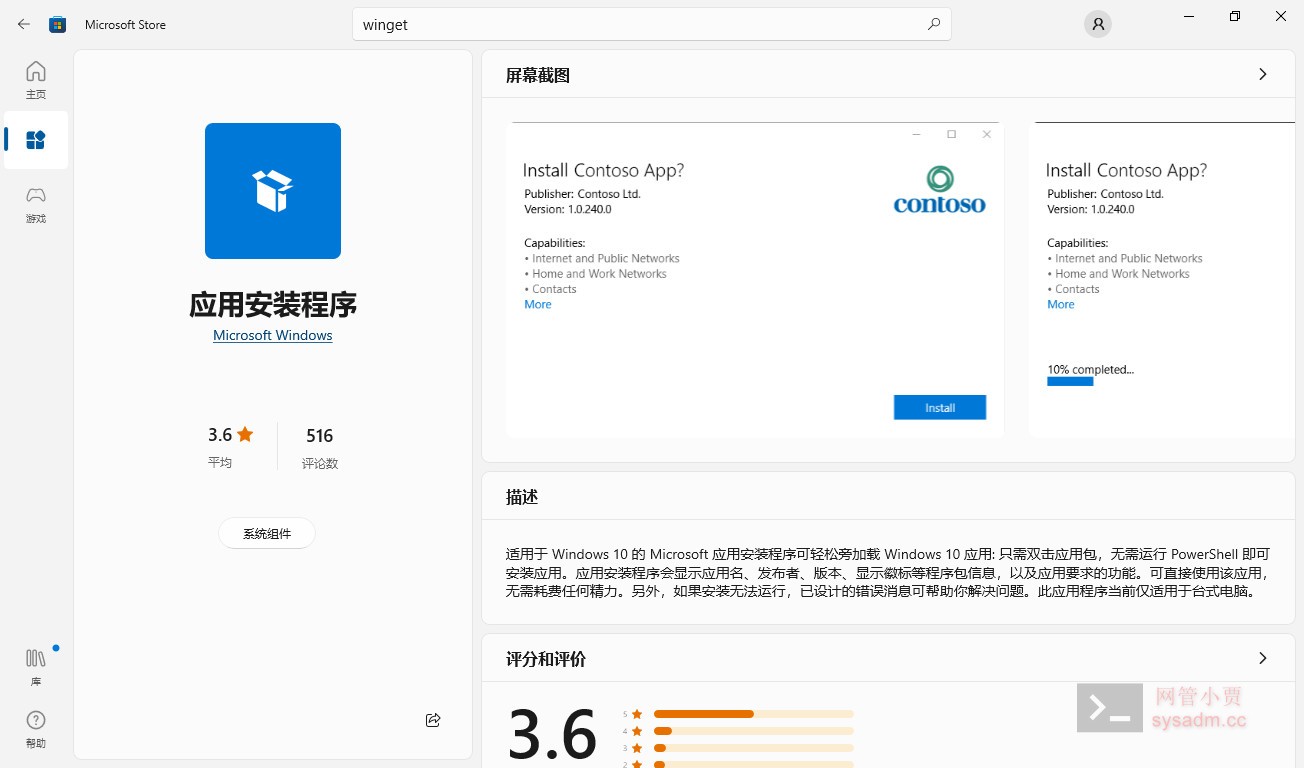 Microsoft Store
winget
主页
游戏
库
帮助
应用安装程序
Microsoft Windows
3.6
平均
516
评论数
系统组件
屏幕截图
Install Contoso App?
Publisher: Contoso Ltd.
Version: 1.0.240.0
contoso
Capabilities:
• Internet and Public Networks
• Home and Work Networks
• Contacts
More
Install
Install Contoso App?
Publisher: Contoso Ltd.
Version: 1.0.240.0
Capabilities:
• Internet and Public Networks
• Home and Work Networks
• Contacts
More
10% completed...
描述
适用于 Windows 10 的 Microsoft 应用安装程序可轻松旁加载 Windows 10 应用: 只需双击应用包，无需运行 PowerShell 即可
安装应用。应用安装程序会显示应用名、发布者、版本、显示徽标等程序包信息，以及应用要求的功能。可直接使用该应用，
无需耗费任何精力。另外，如果安装无法运行，已设计的错误消息可帮助你解决问题。此应用程序当前仅适用于台式电脑。
评分和评价
3.6
5
4
3
2
网管小贾
sysadm.cc